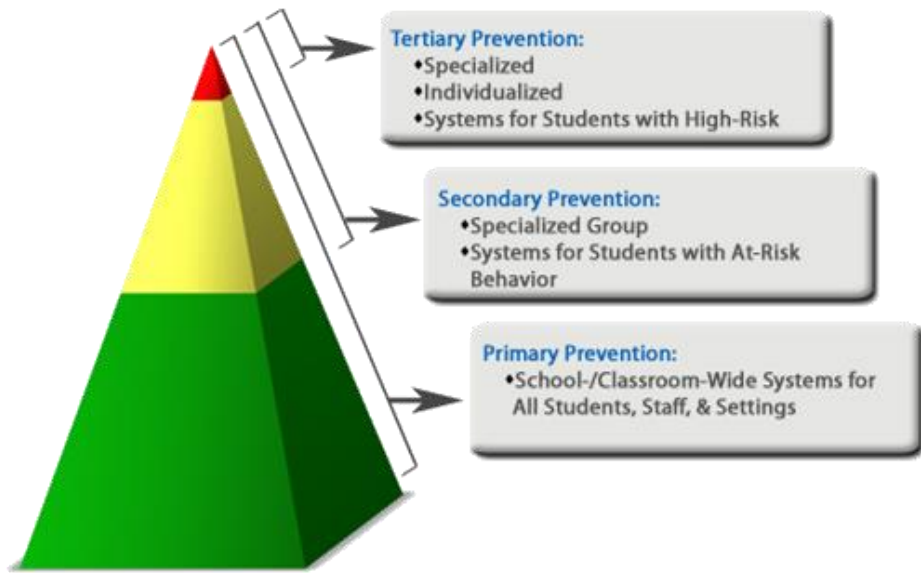 Tertiary Prevention:
♦Specialized
♦Individualized
♦Systems for Students with High-Risk
Secondary Prevention:
♦Specialized Group
♦Systems for Students with At-Risk
Behavior
Primary Prevention:
♦School-/Classroom-Wide Systems for
All Students, Staff, & Settings